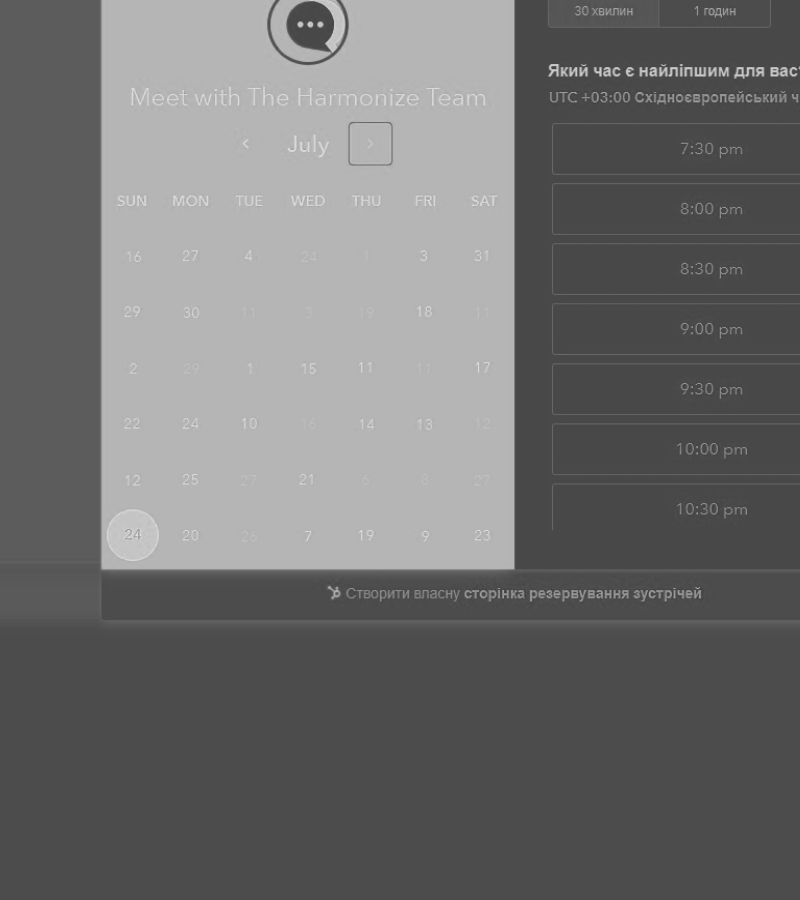 30 хвилин 1 годин
Meet with The Harmonize Team
July
SUN MON TUE WED THU FRI SAT
16 27 4 24 1 3 31
29 30 11 3 19 18 11
2 29 1 15 11 11 17
22 24 10 16 14 13 12
12 25 27 21 6 8 27
24 20 26 7 19 9 23
Який час є найліпшим для вас?
UTC +03:00 Східноєвропейський ч
7:30 pm
8:00 pm
8:30 pm
9:00 pm
9:30 pm
10:00 pm
10:30 pm
Створити власну сторінка резервування зустрічей